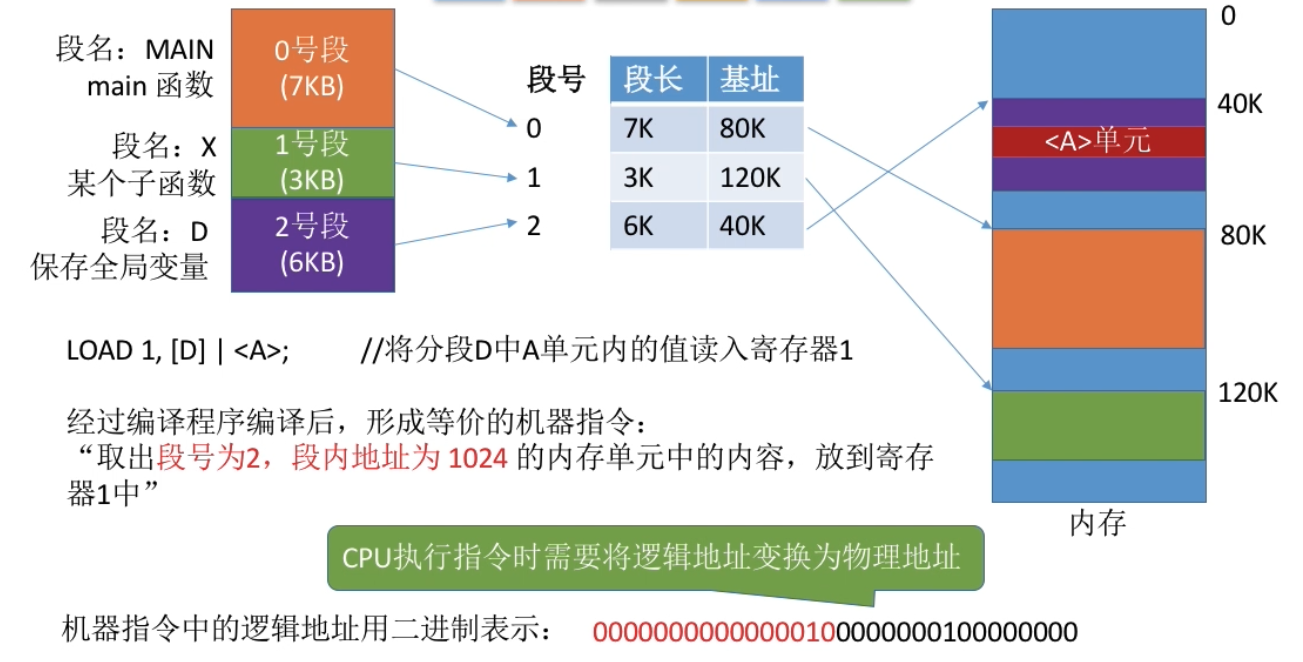 段名：MAIN
main 函数
0号段
(7KB)
段名：X
某个子函数
1号段
(3KB)
段名：D
保存全局变量
2号段
(6KB)
段号 段长 基址
0 7K 80K
1 3K 120K
2 6K 40K
0
40K
<A>单元
80K
120K
内存
LOAD 1, [D] | <A>; //将分段D中A单元内的值读入寄存器1
经过编译程序编译后，形成等价的机器指令：
“取出段号为2，段内地址为 1024 的内存单元中的内容，放到寄存
器1中”
CPU执行指令时需要将逻辑地址变换为物理地址
机器指令中的逻辑地址用二进制表示： 00000000000000100000000100000000